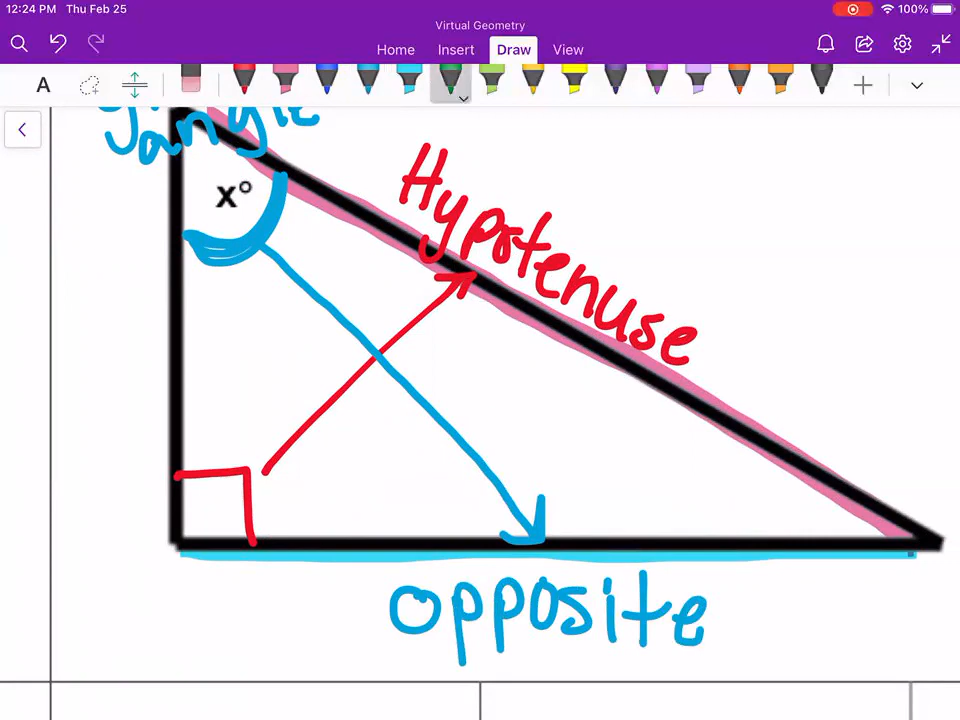 12:24 PM Thu Feb 25
100%
Virtual Geometry
Home Insert Draw View
A
angle
x°
Hypotenuse
opposite